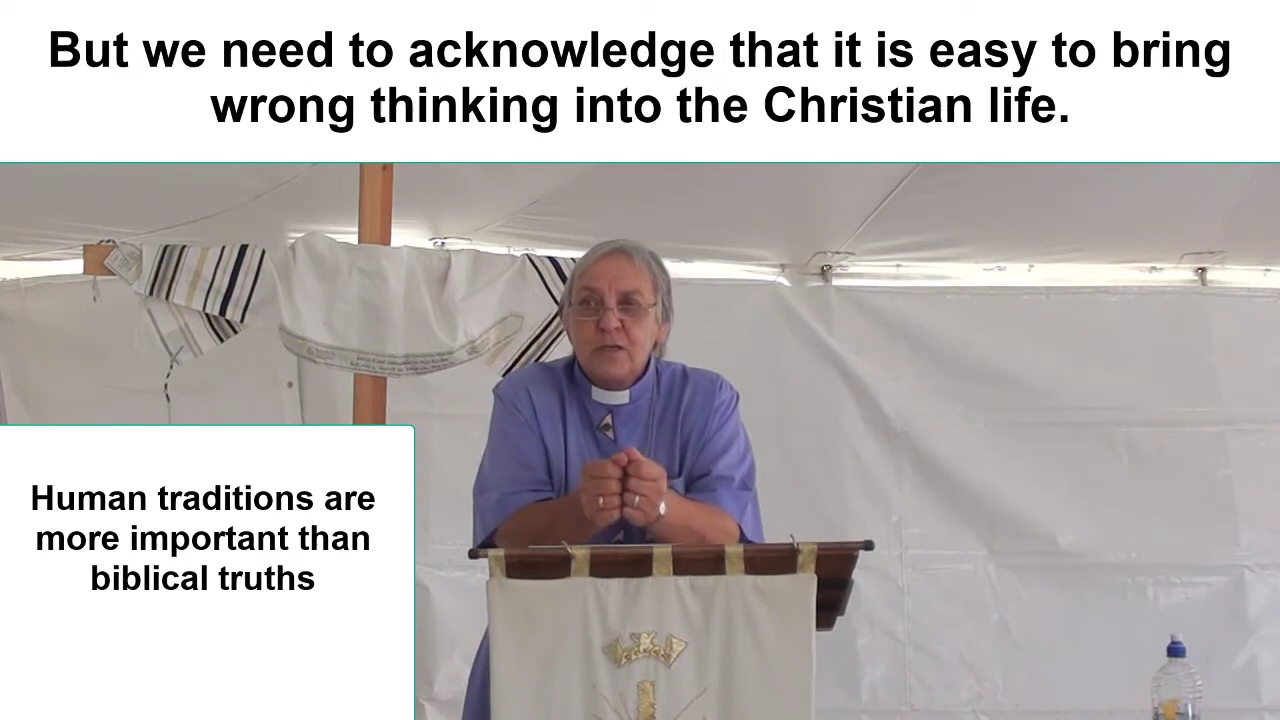 But we need to acknowledge that it is easy to bring
wrong thinking into the Christian life.
Human traditions are
more important than
biblical truths